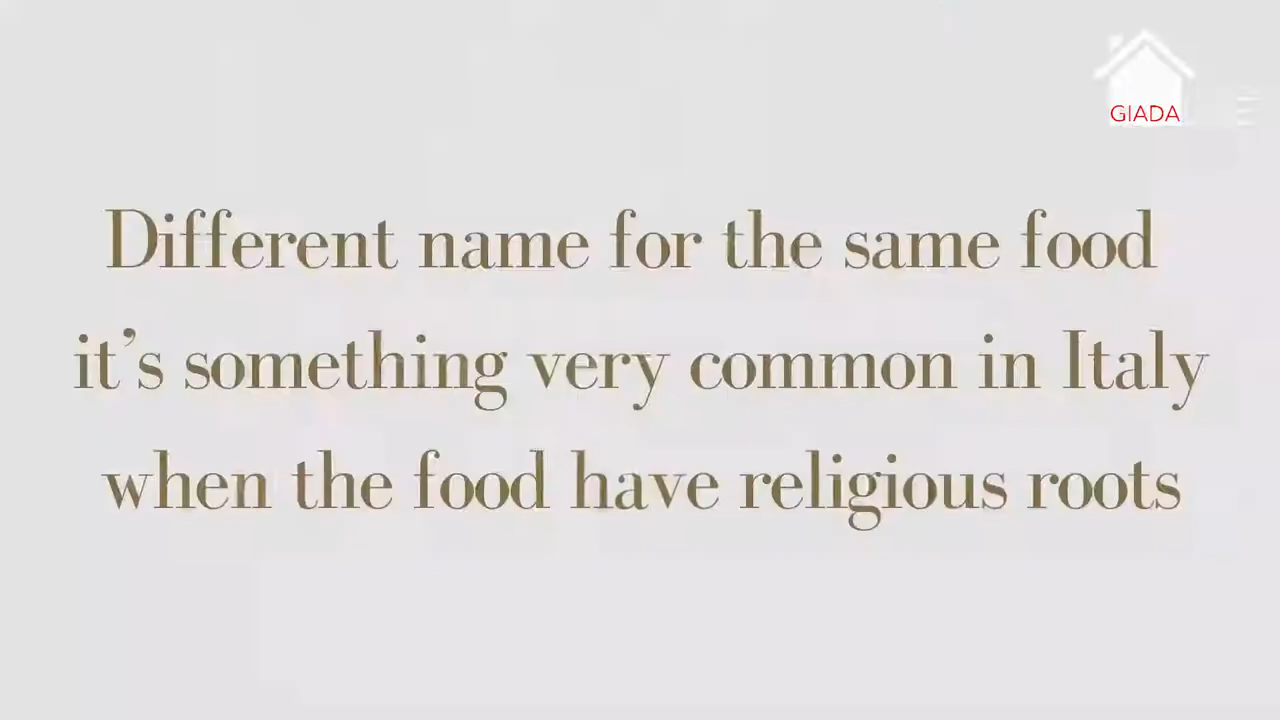 GIADA
Different name for the same food
it’s something very common in Italy
when the food have religious roots